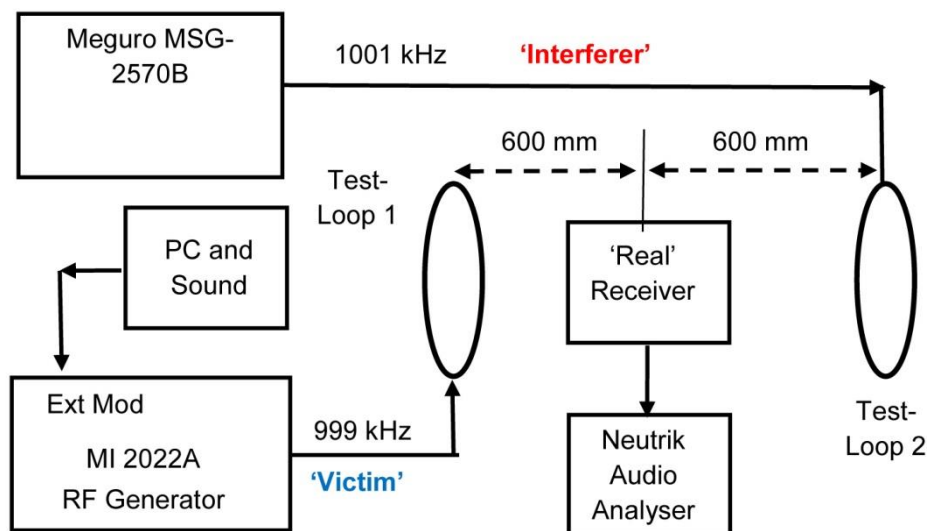 Meguro MSG-
2570B
1001 kHz
‘Interferer’
600 mm
600 mm
Test-
Loop 1
PC and
Sound
‘Real’
Receiver
Ext Mod
MI 2022A
RF Generator
999 kHz
‘Victim’
Neutrik
Audio
Analyser
Test-
Loop 2